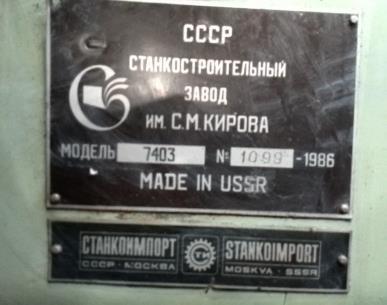 СССР
СТАНКОСТРОИТЕЛЬНЫЙ
ЗАВОД
ИМ. С.М.КИРОВА
МОДЕЛЬ 7403 № 1099 -1986
MADE IN USSR
СТАНКОИМПОРТ STANKOIMPORT
СССР · МОСКВА MOSKVA · SSSR